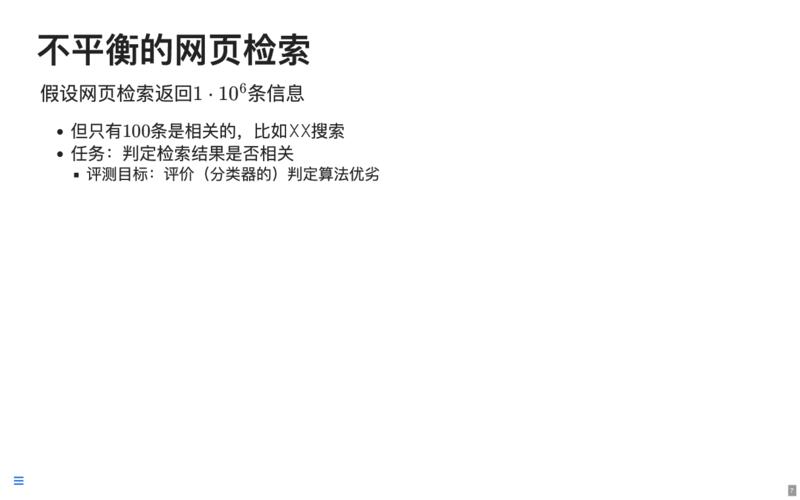 不平衡的网页检索
假设网页检索返回1 · 10⁶条信息
• 但只有100条是相关的，比如XX搜索
• 任务：判定检索结果是否相关
▪ 评测目标：评价（分类器的）判定算法优劣
7